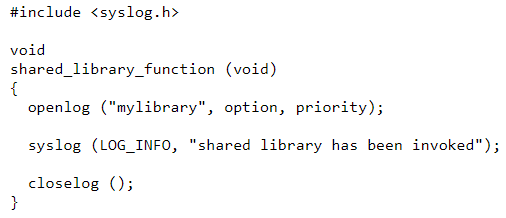 #include <syslog.h>

void
shared_library_function (void)
{
  openlog ("mylibrary", option, priority);

  syslog (LOG_INFO, "shared library has been invoked");

  closelog ();
}